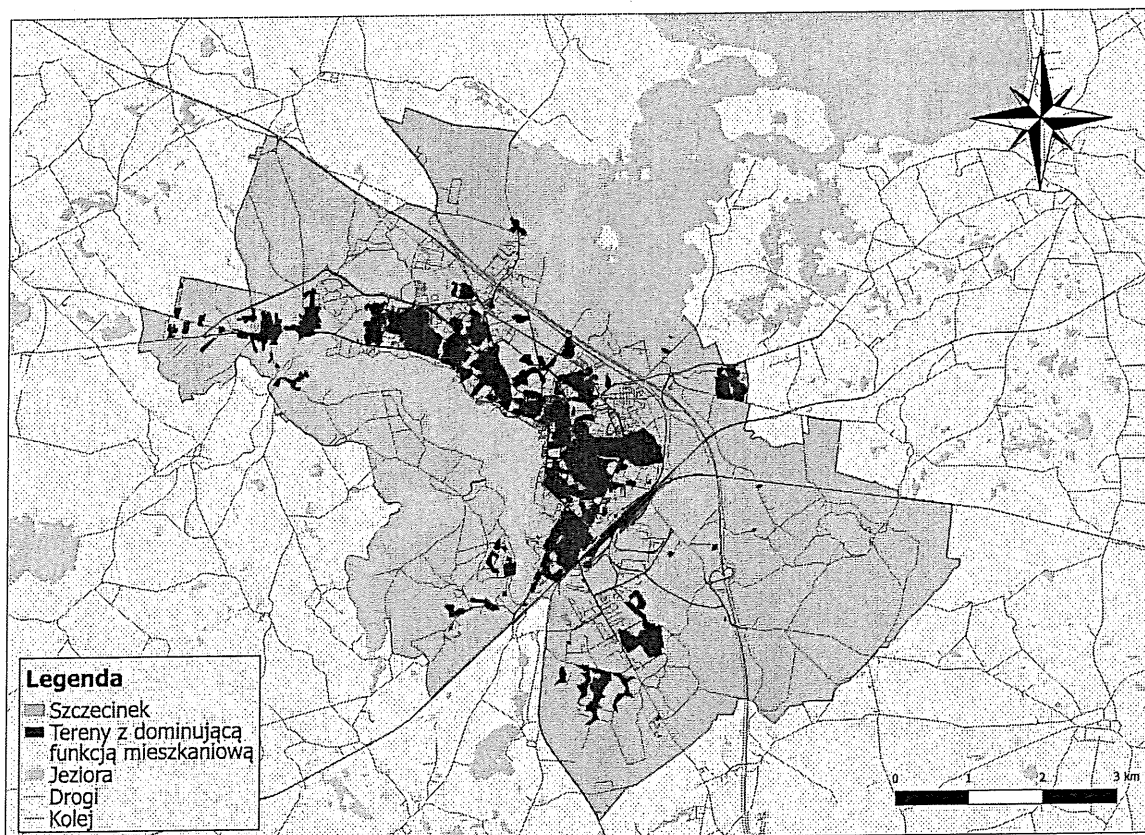 Legenda
Szczecinek
Tereny z dominującą
funkcją mieszkaniową
Jeziora
Drogi
Kolej
0 1 2 3 km